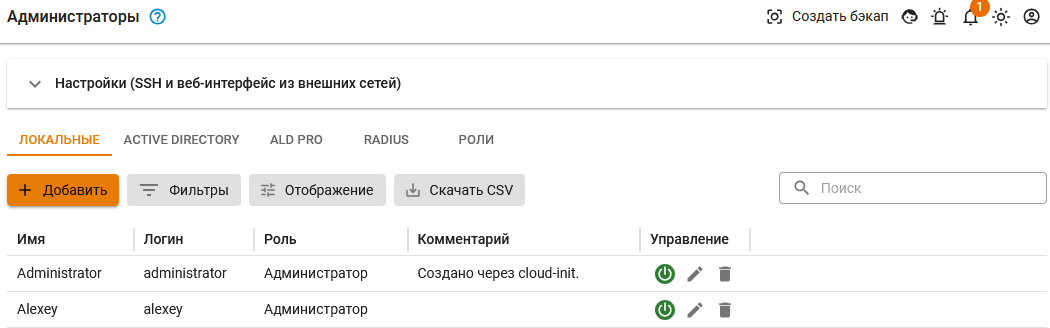 Администраторы ? Создать бэкап 1
Настройки (SSH и веб-интерфейс из внешних сетей)
ЛОКАЛЬНЫЕ ACTIVE DIRECTORY ALD PRO RADIUS РОЛИ
+ Добавить Фильтры Отображение Скачать CSV Поиск
Имя Логин Роль Комментарий Управление
Administrator administrator Администратор Создано через cloud-init.
Alexey alexey Администратор